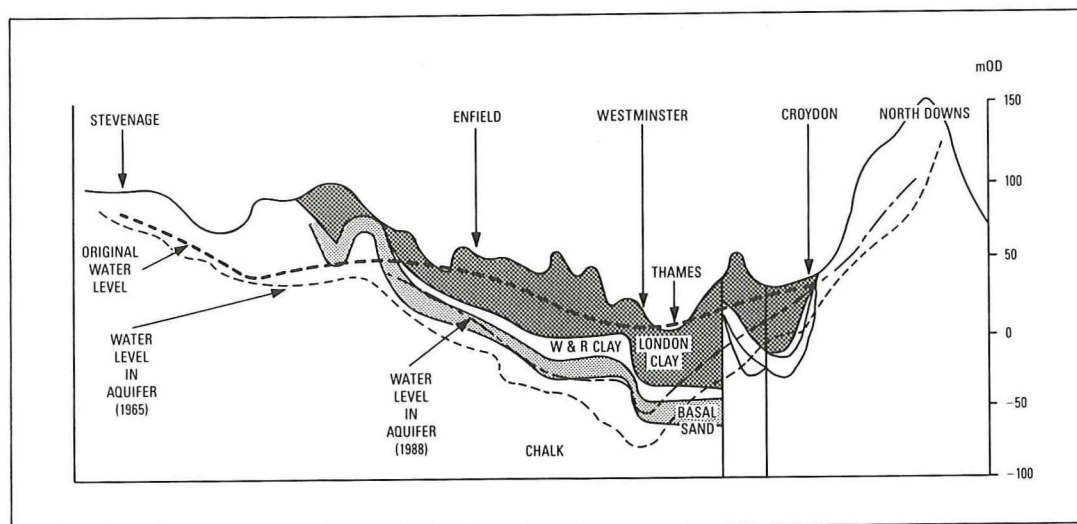 mOD
STEVENAGE
ENFIELD
WESTMINSTER
CROYDON
NORTH DOWNS
150
100
50
0
-50
-100
ORIGINAL
WATER
LEVEL
WATER
LEVEL
IN
AQUIFER
(1965)
WATER
LEVEL
IN
AQUIFER
(1988)
THAMES
W & R CLAY
LONDON
CLAY
BASAL
SAND
CHALK